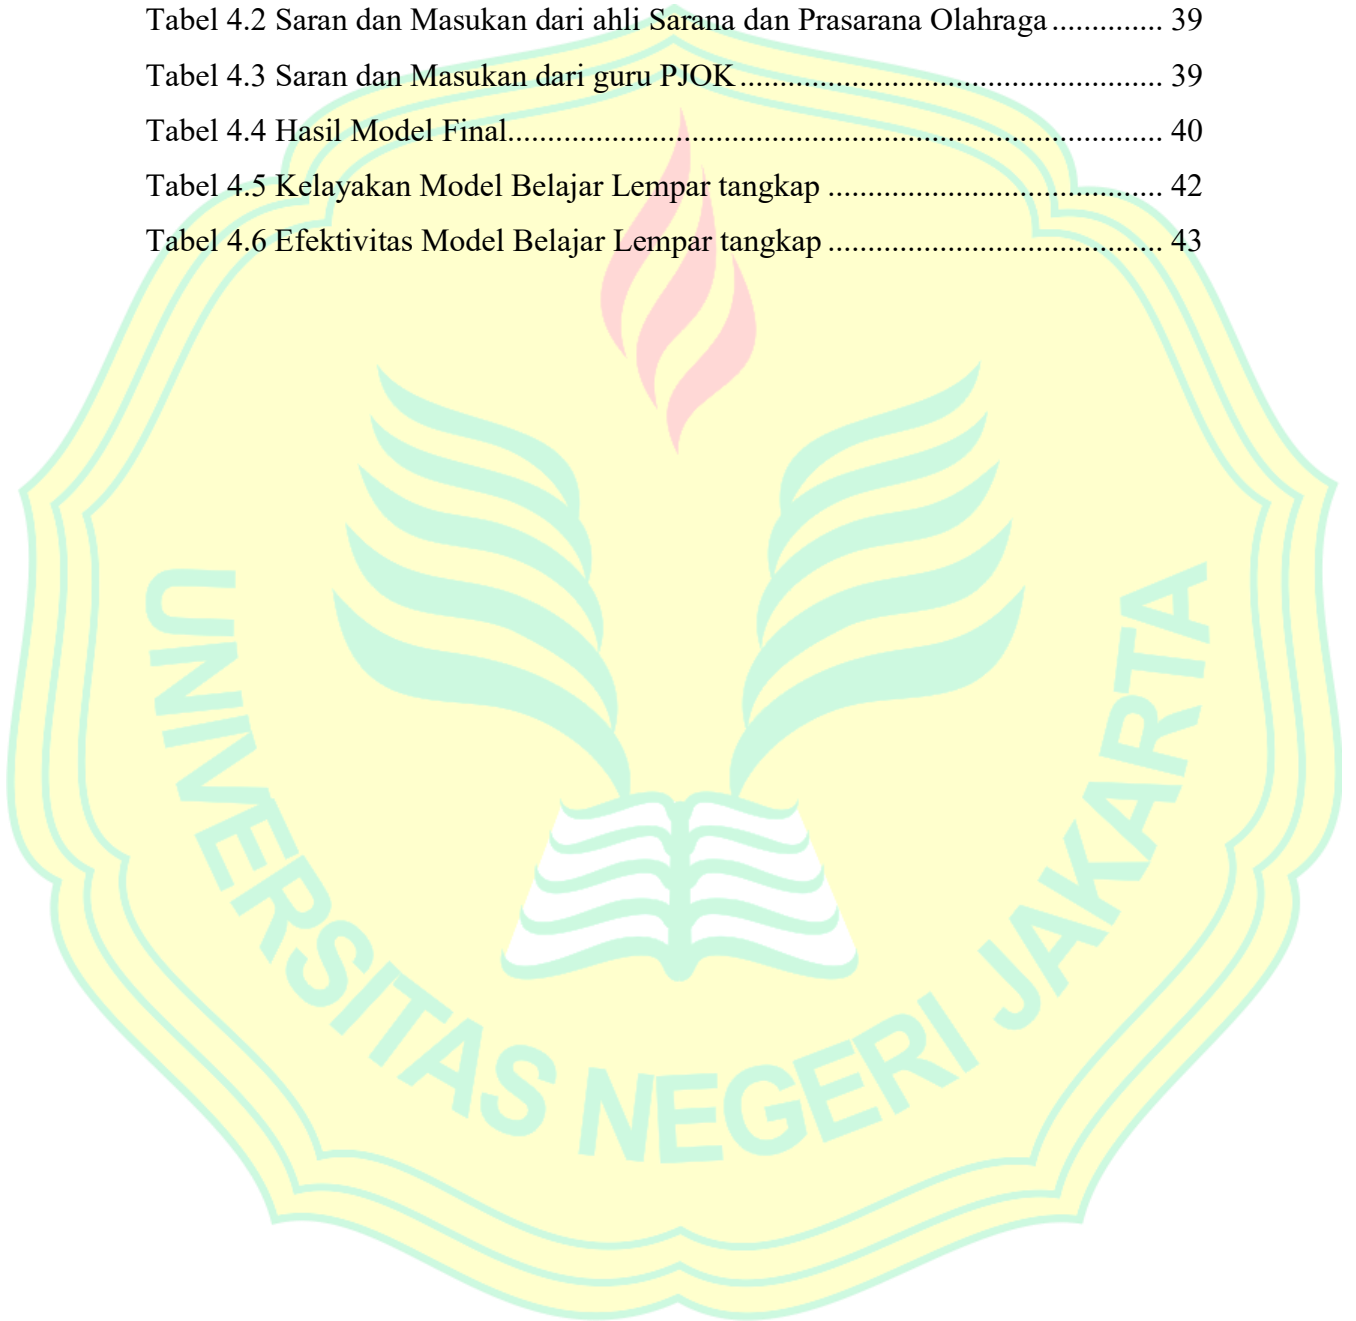 Tabel 4.2 Saran dan Masukan dari ahli Sarana dan Prasarana Olahraga .............. 39
Tabel 4.3 Saran dan Masukan dari guru PJOK ..................................................... 39
Tabel 4.4 Hasil Model Final................................................................................. 40
Tabel 4.5 Kelayakan Model Belajar Lempar tangkap .......................................... 42
Tabel 4.6 Efektivitas Model Belajar Lempar tangkap .......................................... 43
UNIVERSITAS NEGERI JAKARTA